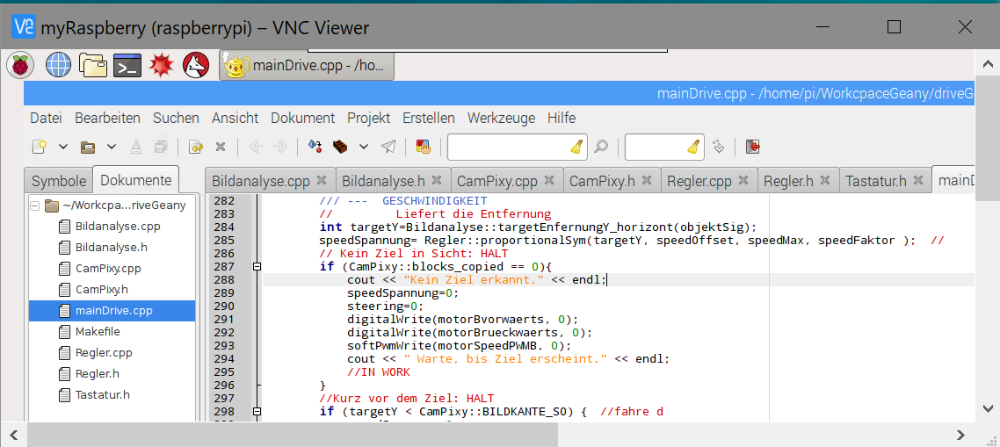 myRaspberry (raspberrypi) – VNC Viewer
mainDrive.cpp - /ho...
mainDrive.cpp - /home/pi/WorkcpaceGeany/driveG
Datei Bearbeiten Suchen Ansicht Dokument Projekt Erstellen Werkzeuge Hilfe
Symbole Dokumente
Bildanalyse.cpp Bildanalyse.h CamPixy.cpp CamPixy.h Regler.cpp Regler.h Tastatur.h mainD
~/Workcpa...riveGeany
Bildanalyse.cpp
Bildanalyse.h
CamPixy.cpp
CamPixy.h
mainDrive.cpp
Makefile
Regler.cpp
Regler.h
Tastatur.h
282 /// --- GESCHWINDIGKEIT
283 // Liefert die Entfernung
284 int targetY=Bildanalyse::targetEnfernungY_horizont(objektSig);
285 speedSpannung= Regler::proportionalSym(targetY, speedOffset, speedMax, speedFaktor ); //
286 // Kein Ziel in Sicht: HALT
287 if (CamPixy::blocks_copied == 0){
288 cout << "Kein Ziel erkannt." << endl;
289 speedSpannung=0;
290 steering=0;
291 digitalWrite(motorBvorwaerts, 0);
292 digitalWrite(motorBrueckwaerts, 0);
293 softPwmWrite(motorSpeedPWMB, 0);
294 cout << " Warte, bis Ziel erscheint." << endl;
295 //IN WORK
296 }
297 //Kurz vor dem Ziel: HALT
298 if (targetY < CamPixy::BILDKANTE_SO) { //fahre d